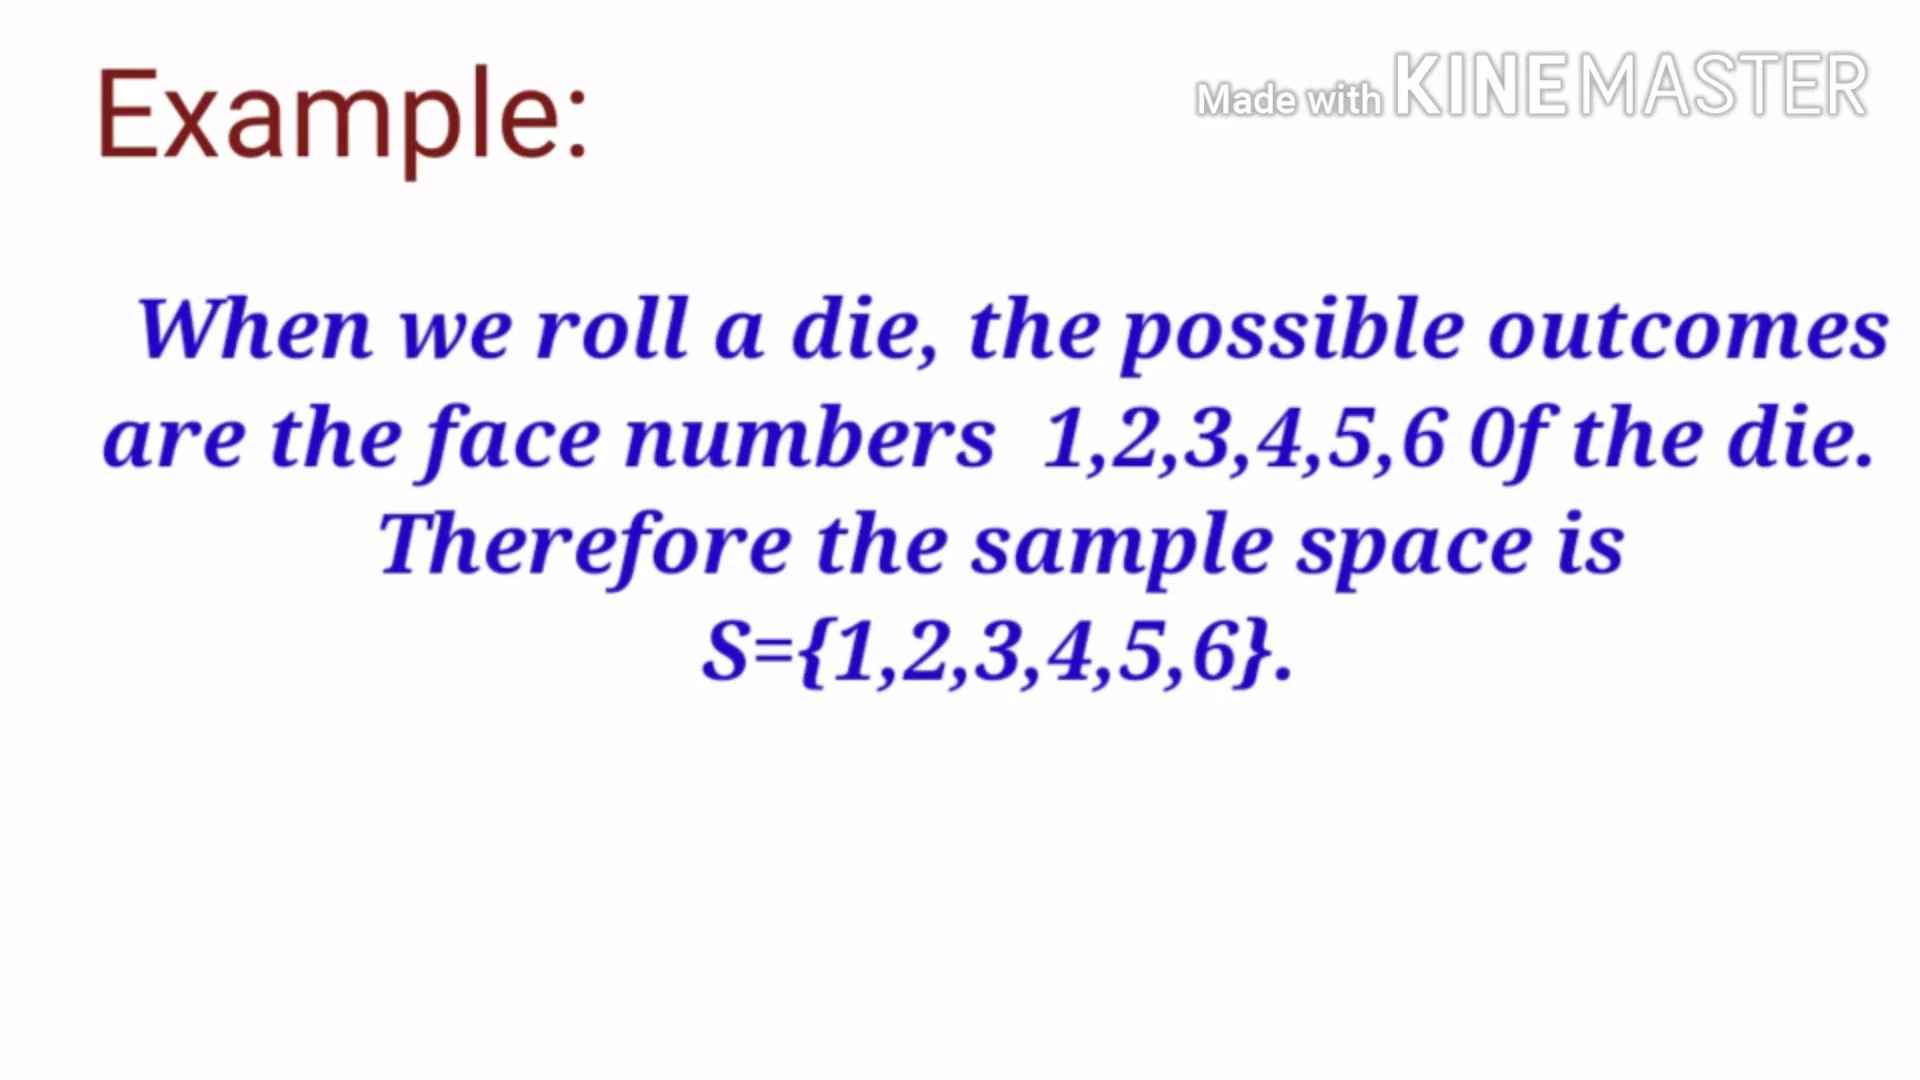 Example:
Made with KINEMASTER
When we roll a die, the possible outcomes
are the face numbers  1,2,3,4,5,6 0f the die.
Therefore the sample space is
S={1,2,3,4,5,6}.